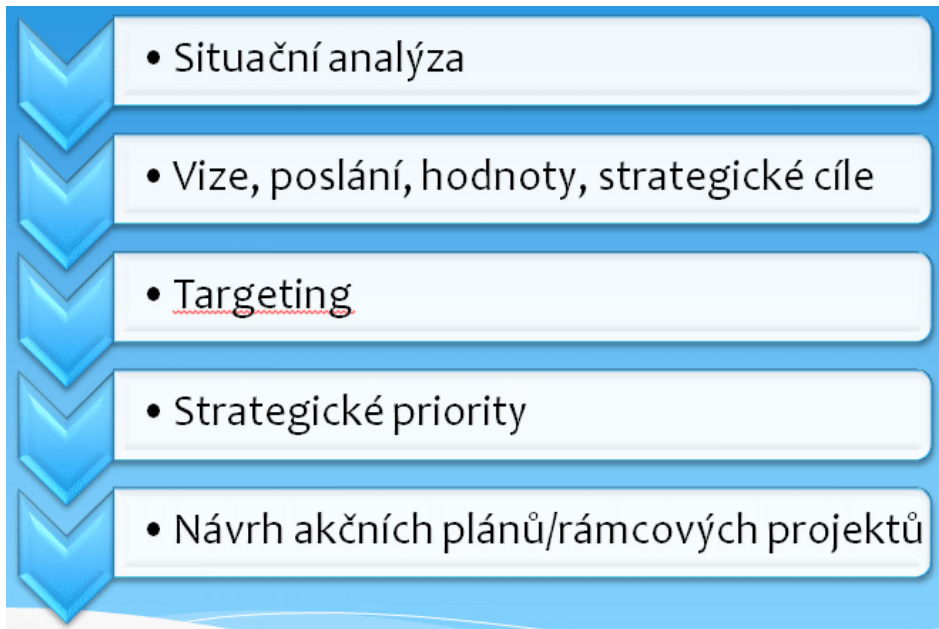 • Situační analýza
• Vize, poslání, hodnoty, strategické cíle
• Targeting
• Strategické priority
• Návrh akčních plánů/rámcových projektů